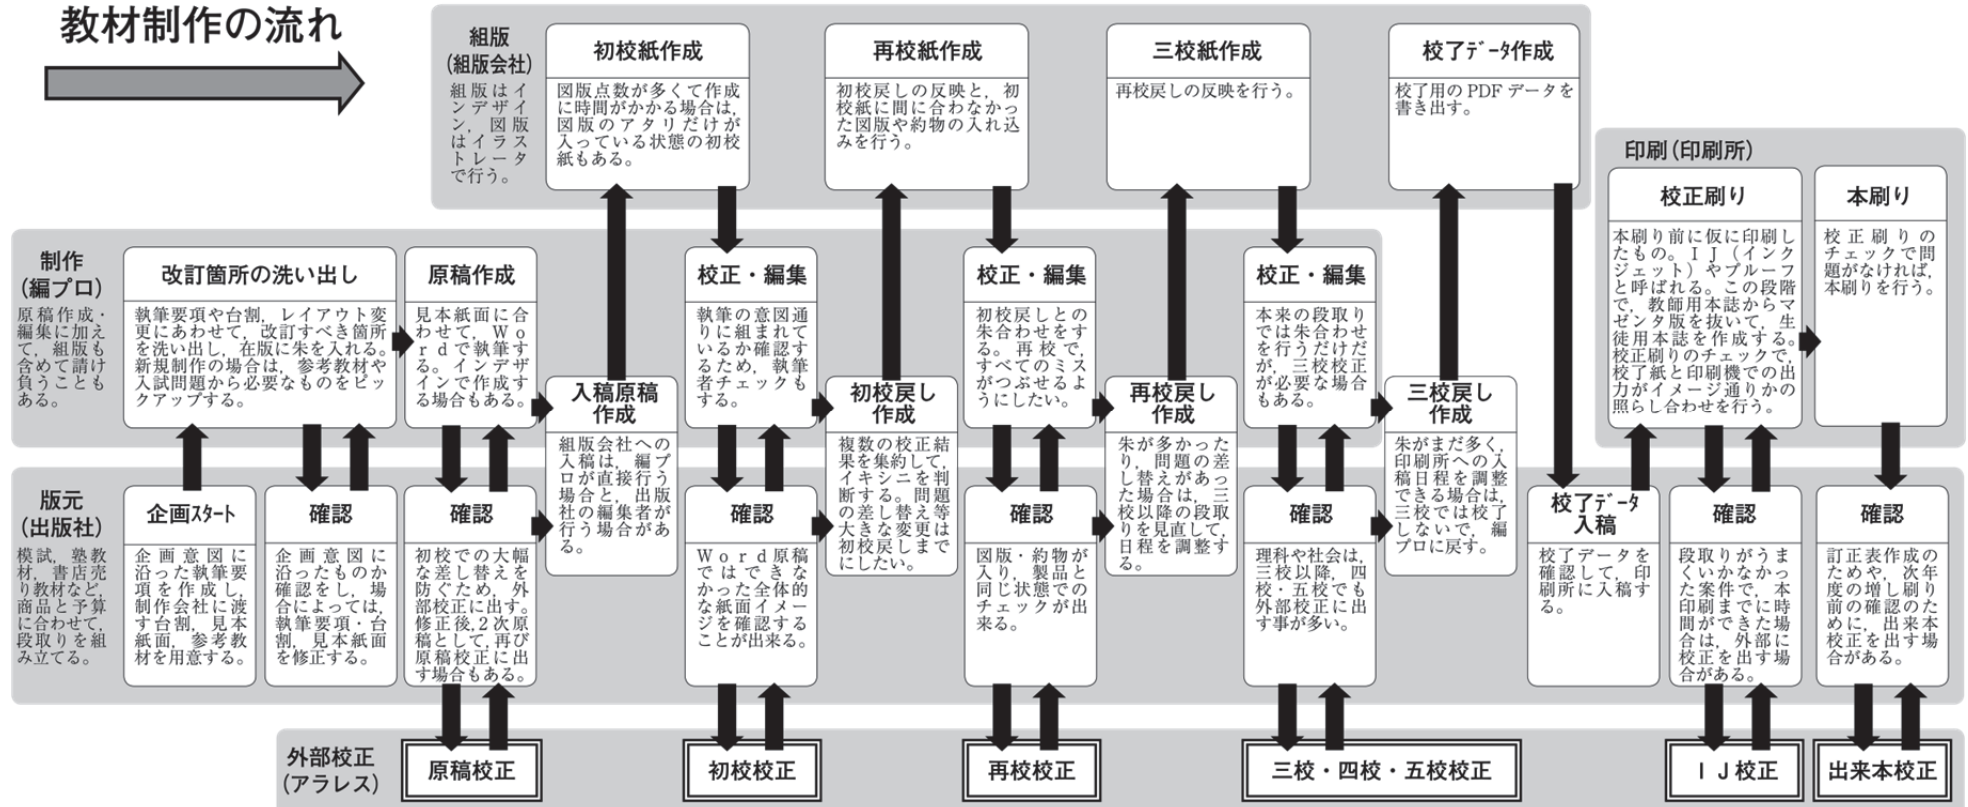 教材制作の流れ
組版
(組版会社)
組版はイ
ンデザイ
ン，図版
はイラス
トレータ
で行う。
初校紙作成
図版点数が多くて作成
に時間がかかる場合は，
図版のアタリだけが
入っている状態の初校
紙もある。
再校紙作成
初校戻しの反映と，初
校紙に間に合わなかっ
た図版や約物の入れ込
みを行う。
三校紙作成
再校戻しの反映を行う。
校了ﾃﾞｰﾀ作成
校了用の PDF データを
書き出す。
印刷(印刷所)
校正刷り
本刷り前に仮に印刷し
たもの。ＩＪ（インク
ジェット）やプルーフ
と呼ばれる。この段階
で，教師用本誌からマ
ゼンタ版を抜いて，生
徒用本誌を作成する。
校正刷りのチェックで，
校了紙と印刷機での出
力がイメージ通りかの
照らし合わせを行う。
本刷り
校正刷りの
チェックで問
題がなければ，
本刷りを行う。
制作
(編プロ)
原稿作成・
編集に加え
て，組版も
含めて請け
負うことも
ある。
改訂箇所の洗い出し
執筆要項や台割，レイアウト変
更にあわせて，改訂すべき箇所
を洗い出し，在版に朱を入れる。
新規制作の場合は，参考教材や
入試問題から必要なものをピッ
クアップする。
原稿作成
見本紙面に合
わせて，Ｗｏ
ｒｄで執筆す
る。インデザ
インで作成す
る場合もある。
入稿原稿
作成
組版会社への
入稿は，編プ
ロが直接行う
場合と，出版
社の編集者が
行う場合があ
る。
校正・編集
執筆の意図通
りに組まれて
いるか確認す
るため，執筆
者チェックも
する。
初校戻し
作成
複数の校正結
果を集約して，
イキシニを判
断する。問題
の差し替え等
大きな変更は
初校戻しまで
にしたい。
校正・編集
初校戻しとの
朱合わせをす
る。再校で，
すべてのミス
がつぶせるよ
うにしたい。
再校戻し
作成
朱が多かった
り，問題の差
し替えがあっ
た場合は，三
校以降の段取
りを見直して，
日程を調整す
る。
校正・編集
本来の段取り
では朱合わせ
を行うだけだ
が，三校校正
が必要な場合
もある。
三校戻し
作成
朱がまだ多く，
印刷所への入
稿日程を調整
できる場合は，
三校では校了
しないで，編
プロに戻す。
版元
(出版社)
模試，塾教
材，書店売
り教材など，
商品と予算
に合わせて，
段取りを組
み立てる。
企画ｽﾀｰﾄ
企画意図に
沿った執筆要
項を作成し，
制作会社に渡
す台割，見本
紙面，参考教
材を用意する。
確認
企画意図に
沿ったものか
確認をし，場
合によっては，
執筆要項・台
割，見本紙面
を修正する。
確認
初校での大幅
な差し替えを
防ぐため，外
部校正に出す。
修正後，２次原
稿として，再び
原稿校正に出
す場合もある。
確認
Ｗｏｒｄ原稿
ではできな
かった全体的
な紙面イメー
ジを確認する
ことが出来る。
確認
図版・約物が
入り，製品と
同じ状態での
チェックが出
来る。
確認
理科や社会は，
三校以降，四
校・五校でも
外部校正に出
す事が多い。
校了ﾃﾞｰﾀ
入稿
校了データを
確認して，印
刷所に入稿す
る。
確認
段取りがうま
くいかなかっ
た案件で，本
印刷までに時
間ができた場
合は，外部に
校正を出す場
合がある。
確認
訂正表作成の
ためや，次年
度の増し刷り
前の確認のた
めに，出来本
校正を出す場
合がある。
外部校正
(アラレス)
原稿校正
初校校正
再校校正
三校・四校・五校校正
ＩＪ校正
出来本校正